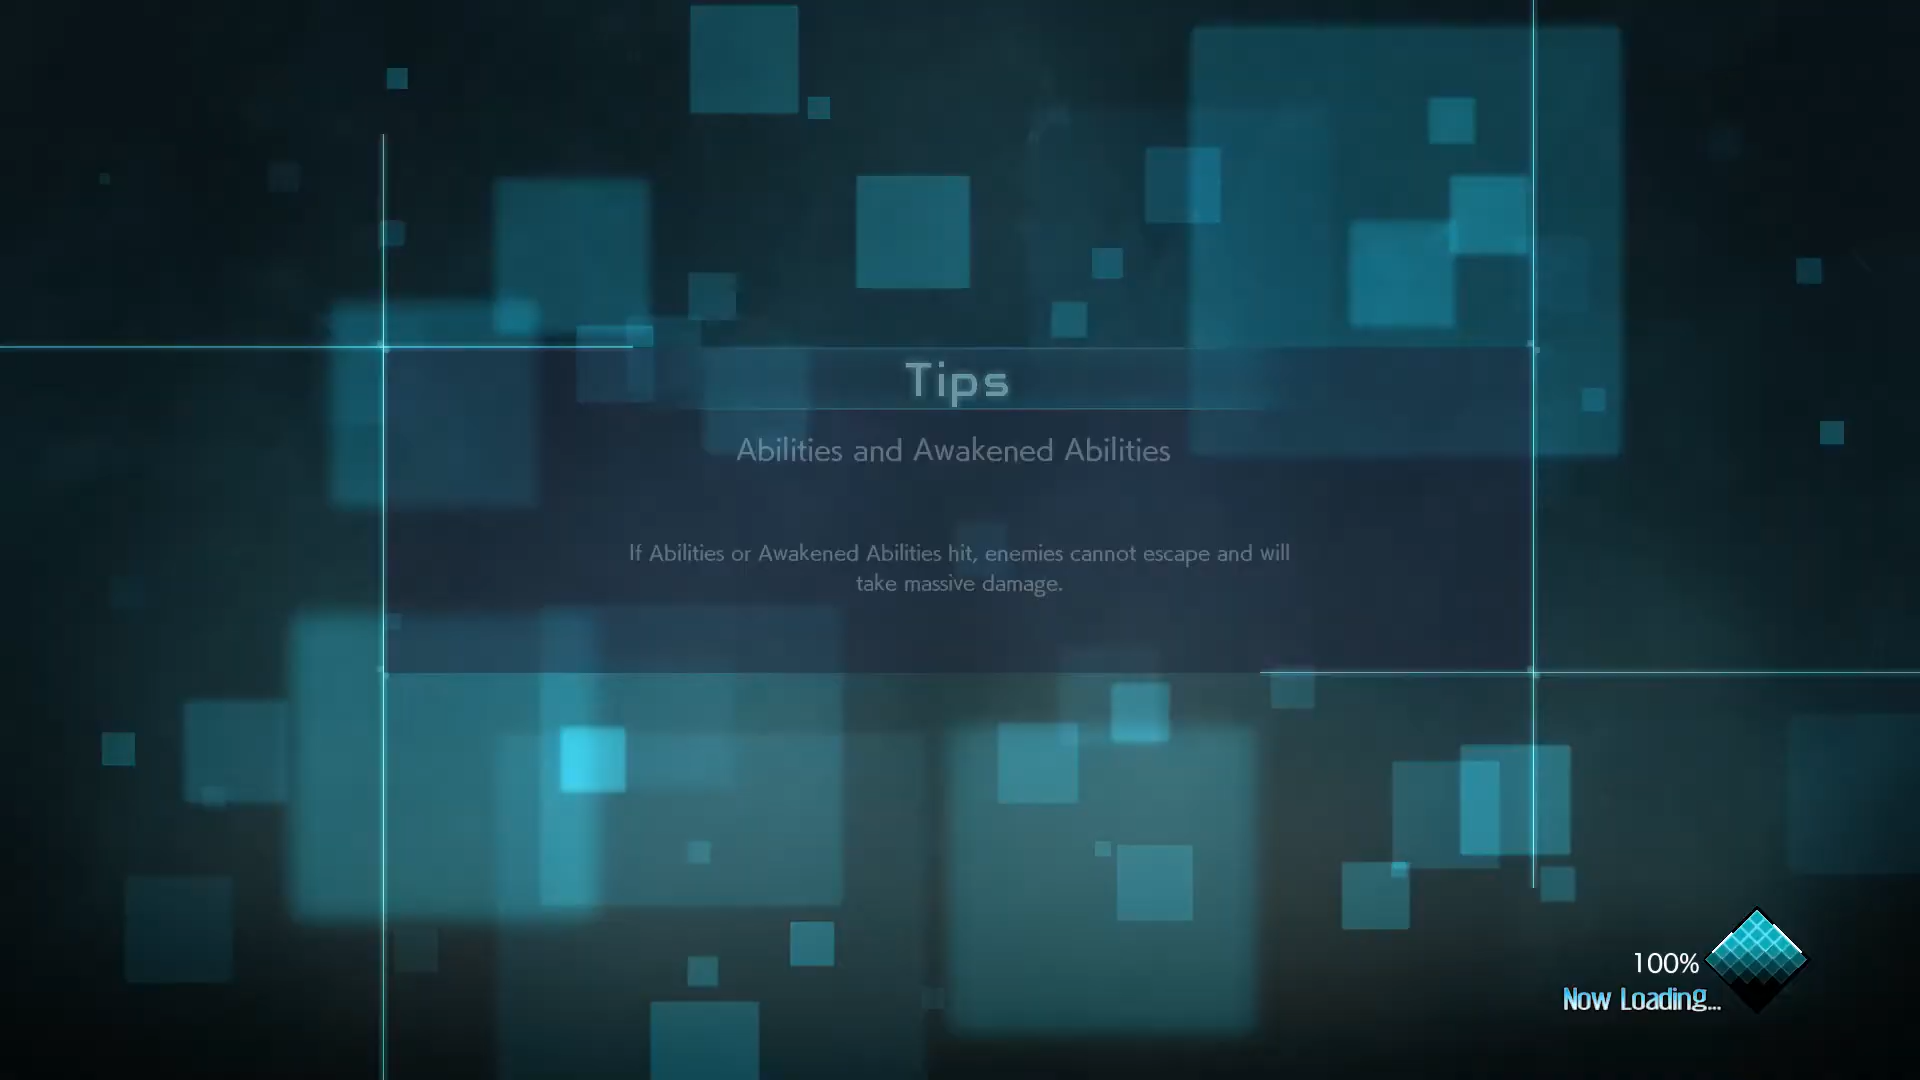 Tips
Abilities and Awakened Abilities
If Abilities or Awakened Abilities hit, enemies cannot escape and will
take massive damage.
100%
Now Loading...